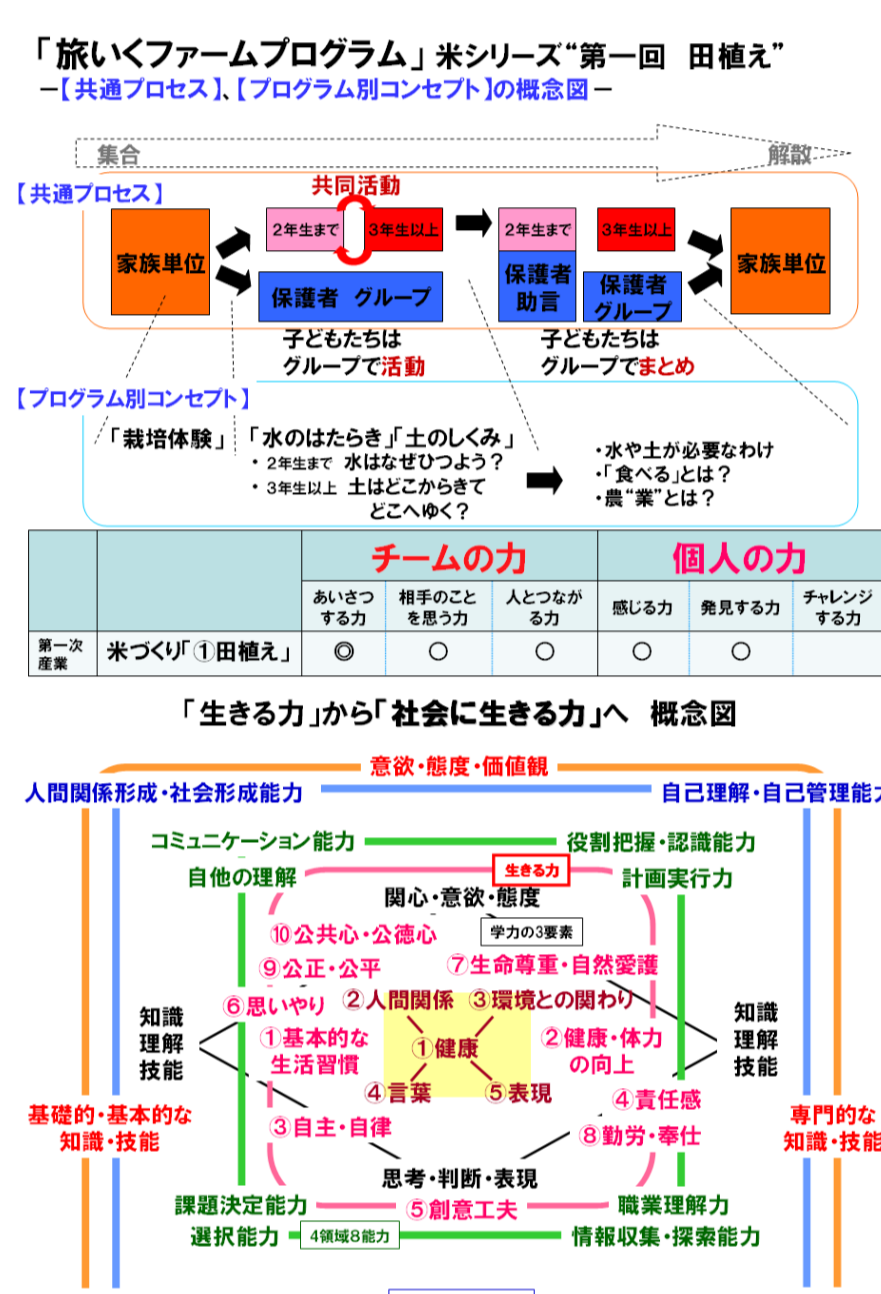 「旅いくファームプログラム」米シリーズ“第一回　田植え”
－【共通プロセス】、【プログラム別コンセプト】の概念図－
集合
解散
【共通プロセス】
共同活動
家族単位
2年生まで
3年生以上
保護者　グループ
2年生まで
保護者
助言
3年生以上
保護者
グループ
家族単位
子どもたちは
グループで活動
子どもたちは
グループでまとめ
【プログラム別コンセプト】
「栽培体験」
「水のはたらき」「土のしくみ」
・2年生まで　水はなぜひつよう？
・3年生以上　土はどこからきて
どこへゆく？
・水や土が必要なわけ
・「食べる」とは？
・農“業”とは？
チームの力
個人の力
あいさつ
する力
相手のこと
を思う力
人とつなが
る力
感じる力
発見する力
チャレンジ
する力
第一次
産業
米づくり「①田植え」
◎
○
○
○
○
「生きる力」から「社会に生きる力」へ　概念図
意欲・態度・価値観
人間関係形成・社会形成能力
自己理解・自己管理能
コミュニケーション能力
役割把握・認識能力
自他の理解
生きる力
計画実行力
関心・意欲・態度
⑩公共心・公徳心
学力の3要素
⑨公正・公平
⑦生命尊重・自然愛護
⑥思いやり
②人間関係
③環境との関わり
知識
理解
技能
①基本的な
生活習慣
①健康
②健康・体力
の向上
知識
理解
技能
④言葉
⑤表現
④責任感
基礎的・基本的な
知識・技能
③自主・自律
⑧勤労・奉仕
専門的な
知識・技能
思考・判断・表現
課題決定能力
⑤創意工夫
職業理解力
選択能力
4領域8能力
情報収集・探索能力